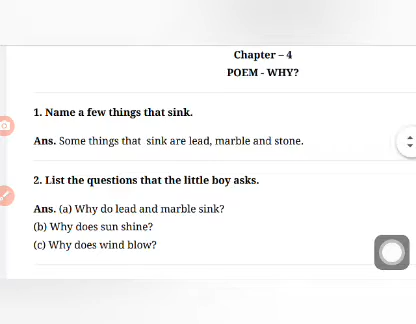 Chapter – 4
POEM - WHY?
1. Name a few things that sink.
Ans. Some things that sink are lead, marble and stone.
2. List the questions that the little boy asks.
Ans. (a) Why do lead and marble sink?
(b) Why does sun shine?
(c) Why does wind blow?